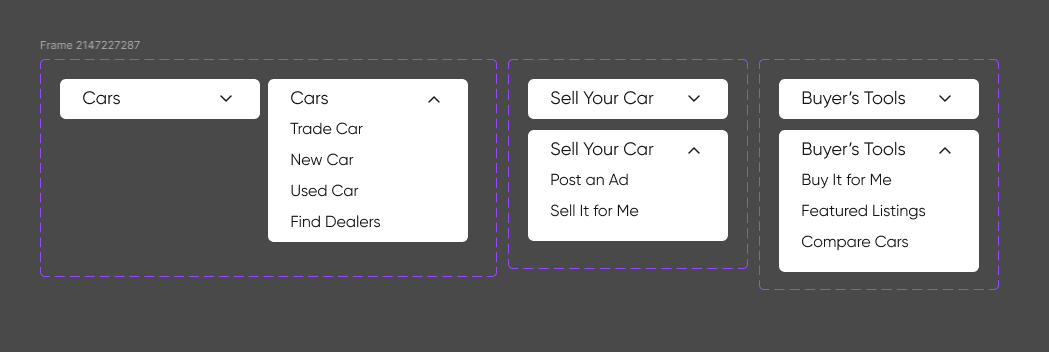 Frame 2147227287
Cars
Cars
Trade Car
New Car
Used Car
Find Dealers
Sell Your Car
Sell Your Car
Post an Ad
Sell It for Me
Buyer’s Tools
Buyer’s Tools
Buy It for Me
Featured Listings
Compare Cars